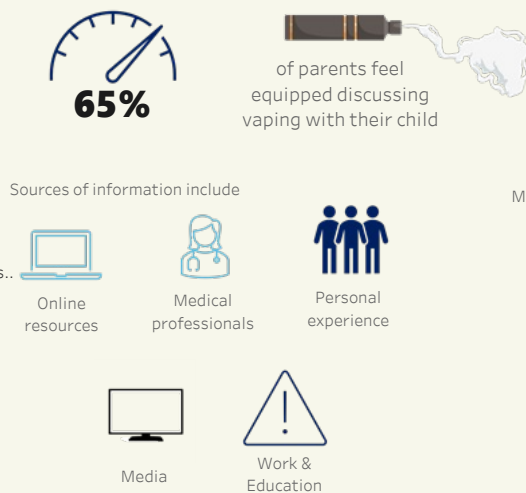 65%
of parents feel
equipped discussing
vaping with their child
Sources of information include
M
s..
Online
resources
Medical
professionals
Personal
experience
Media
Work &
Education